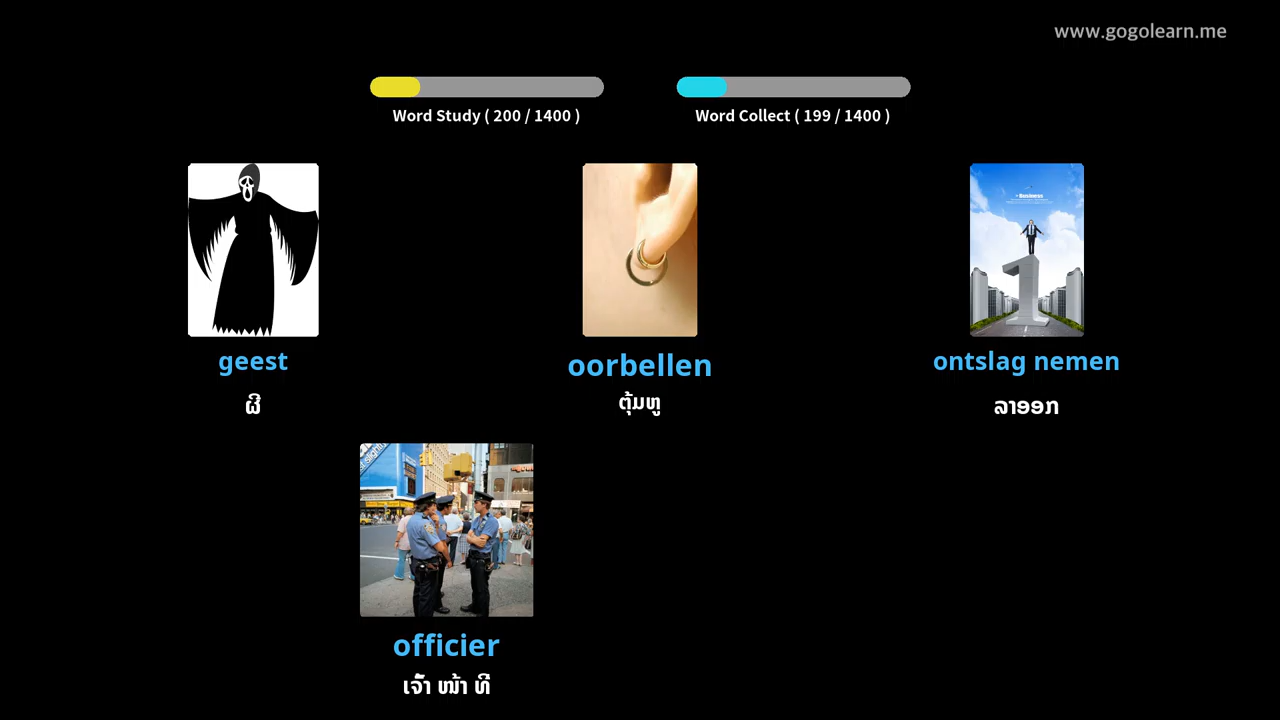 www.gogolearn.me
Word Study ( 200 / 1400 )
Word Collect ( 199 / 1400 )
Business
geest
oorbellen
ontslag nemen
ຜີ
ຕຸ້ມຫູ
ລາອອກ
officier
ເຈົ້າ ໜ້າ ທີ່